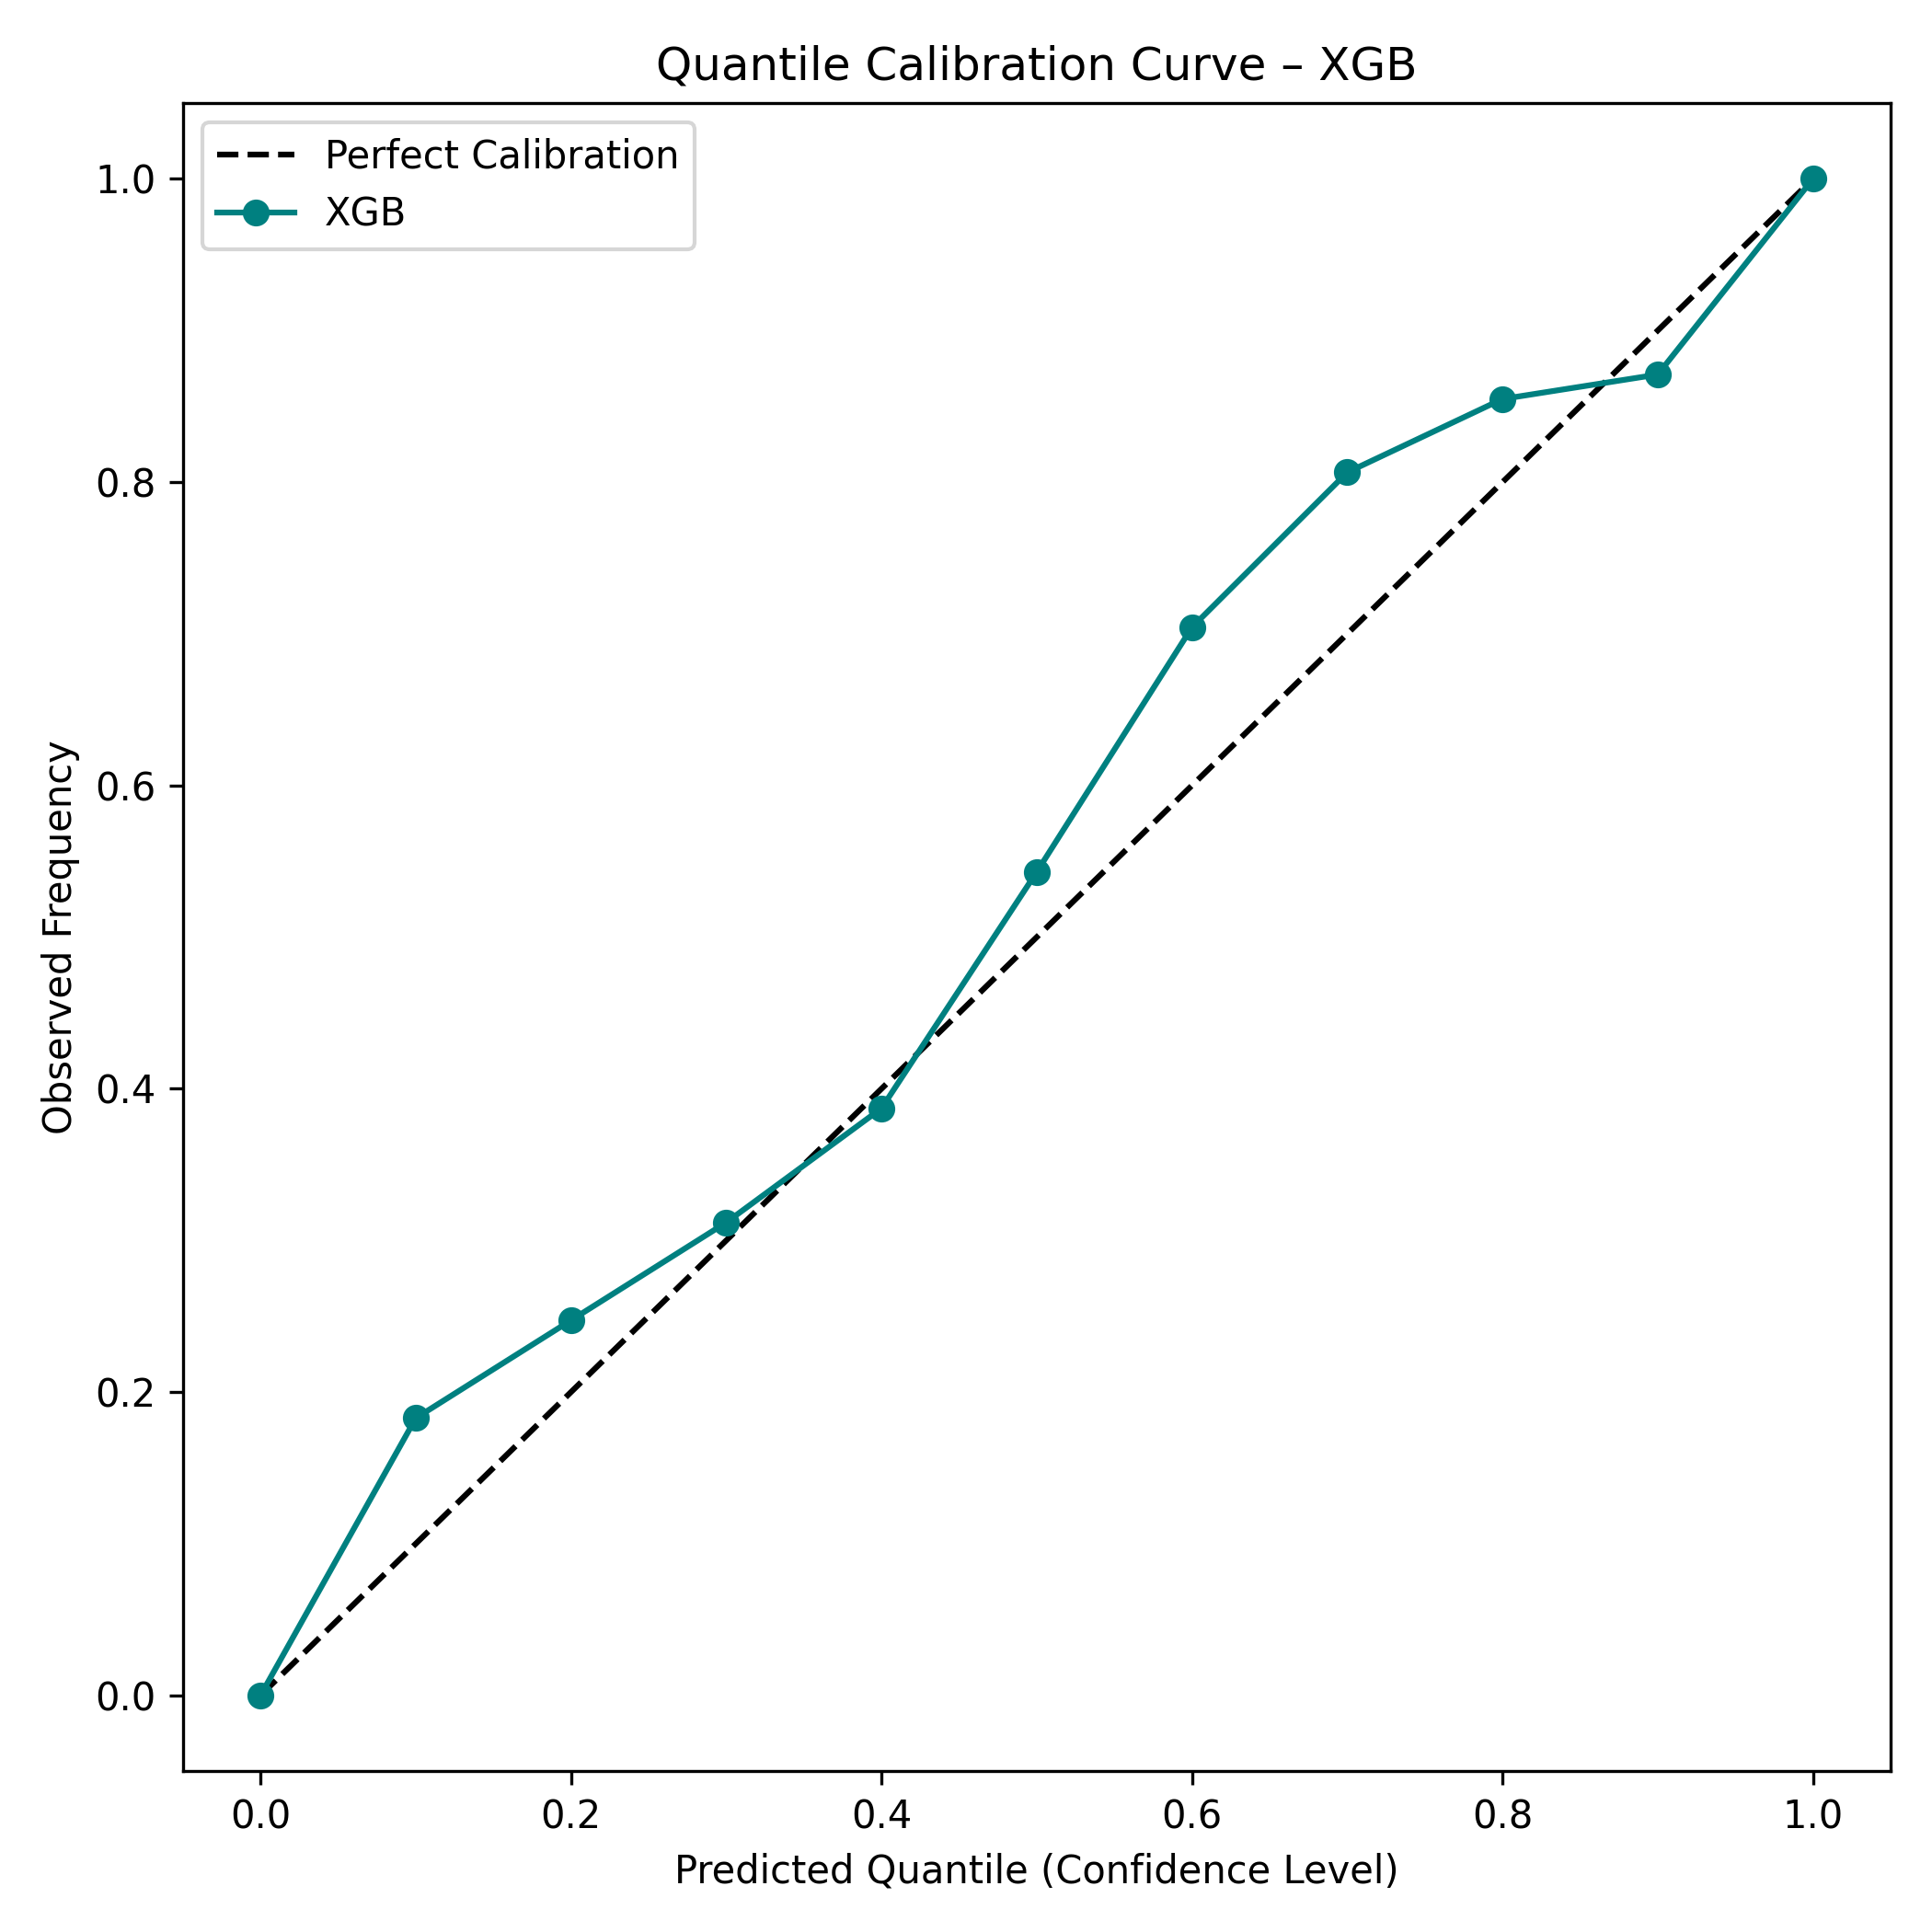 Quantile Calibration Curve – XGB
Perfect Calibration
XGB
1.0
0.8
0.6
0.4
0.2
0.0
Observed Frequency
0.0 0.2 0.4 0.6 0.8 1.0
Predicted Quantile (Confidence Level)